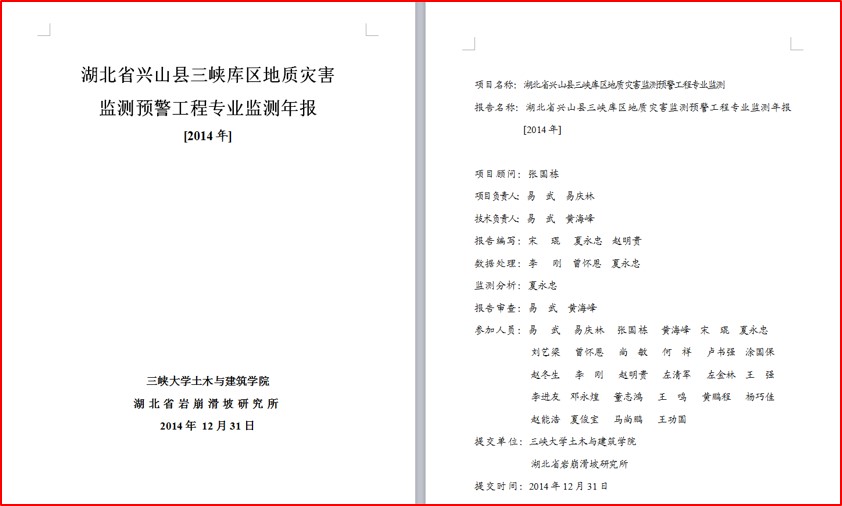 湖北省兴山县三峡库区地质灾害
监测预警工程专业监测年报
[2014 年]
三峡大学土木与建筑学院
湖北省岩崩滑坡研究所
2014 年 12 月 31 日
项目名称：湖北省兴山县三峡库区地质灾害监测预警工程专业监测
报告名称：湖北省兴山县三峡库区地质灾害监测预警工程专业监测年报
[2014 年]
项目顾问：张国栋
项目负责人：易 武 易庆林
技术负责人：易 武 黄海峰
报告编写：宋 琨 夏永忠 赵明贵
数据处理：李 刚 曾怀恩 夏永忠
监测分析：夏永忠
报告审查：易 武 黄海峰
参加人员：易 武 易庆林 张国栋 黄海峰 宋 琨 夏永忠
刘艺梁 曾怀恩 尚 敏 何 祥 卢书强 涂国保
赵冬生 李 刚 赵明贵 左清军 左金林 王 强
李进友 邓永煌 董志鸿 王 鸣 黄鹏程 杨巧佳
赵能浩 夏俊宝 马尚鹏 王功国
提交单位：三峡大学土木与建筑学院
湖北省岩崩滑坡研究所
提交时间：2014 年 12 月 31 日